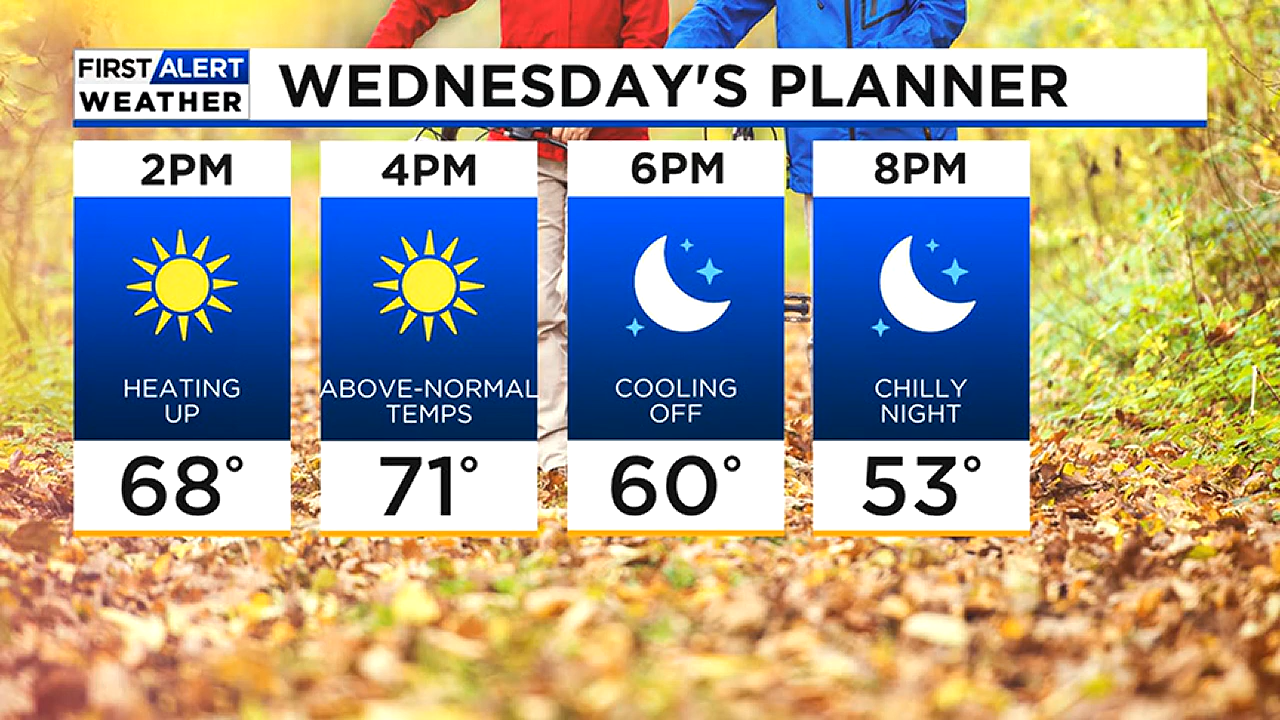 FIRST ALERT
WEATHER
WEDNESDAY'S PLANNER
2PM
HEATING
UP
68°
4PM
ABOVE-NORMAL
TEMPS
71°
6PM
COOLING
OFF
60°
8PM
CHILLY
NIGHT
53°